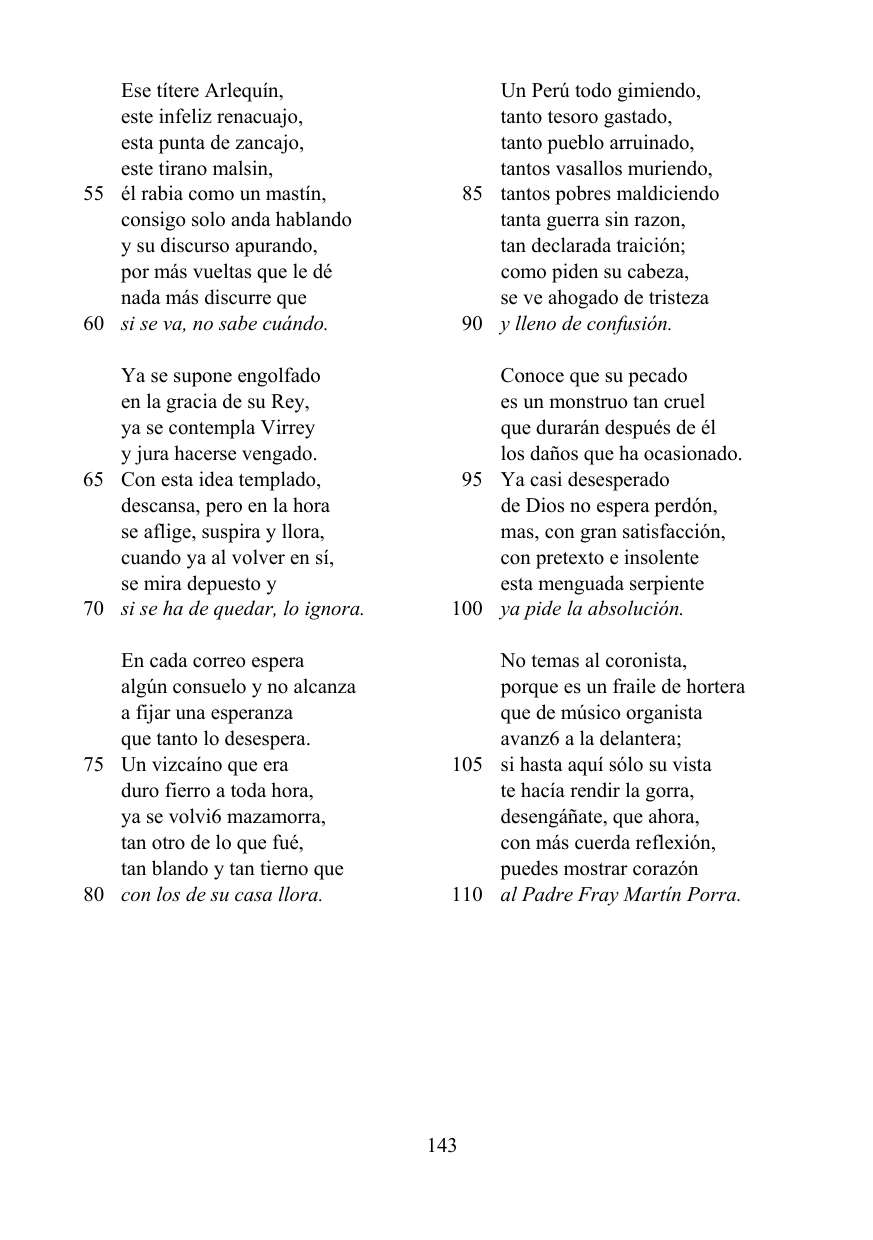 Ese títere Arlequín,
este infeliz renacuajo,
esta punta de zancajo,
este tirano malsin,
55 él rabia como un mastín,
consigo solo anda hablando
y su discurso apurando,
por más vueltas que le dé
nada más discurre que
60 si se va, no sabe cuándo.
Ya se supone engolfado
en la gracia de su Rey,
ya se contempla Virrey
y jura hacerse vengado.
65 Con esta idea templado,
descansa, pero en la hora
se aflige, suspira y llora,
cuando ya al volver en sí,
se mira depuesto y
70 si se ha de quedar, lo ignora.
En cada correo espera
algún consuelo y no alcanza
a fijar una esperanza
que tanto lo desespera.
75 Un vizcaíno que era
duro fierro a toda hora,
ya se volvi6 mazamorra,
tan otro de lo que fué,
tan blando y tan tierno que
80 con los de su casa llora.
Un Perú todo gimiendo,
tanto tesoro gastado,
tanto pueblo arruinado,
tantos vasallos muriendo,
85 tantos pobres maldiciendo
tanta guerra sin razon,
tan declarada traición;
como piden su cabeza,
se ve ahogado de tristeza
90 y lleno de confusión.
Conoce que su pecado
es un monstruo tan cruel
que durarán después de él
los daños que ha ocasionado.
95 Ya casi desesperado
de Dios no espera perdón,
mas, con gran satisfacción,
con pretexto e insolente
esta menguada serpiente
100 ya pide la absolución.
No temas al coronista,
porque es un fraile de hortera
que de músico organista
avanz6 a la delantera;
105 si hasta aquí sólo su vista
te hacía rendir la gorra,
desengáñate, que ahora,
con más cuerda reflexión,
puedes mostrar corazón
110 al Padre Fray Martín Porra.
143